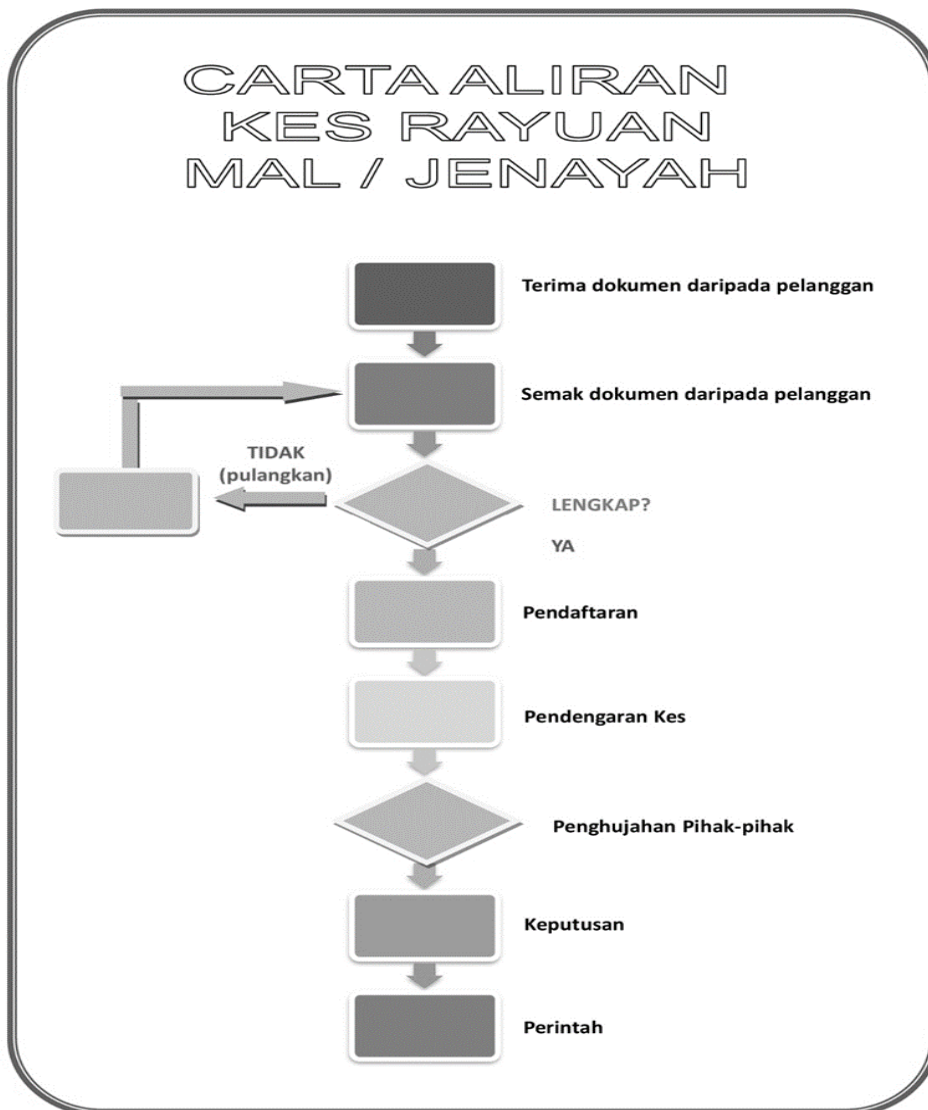 CARTA ALIRAN
KES RAYUAN
MAL / JENAYAH
Terima dokumen daripada pelanggan
Semak dokumen daripada pelanggan
TIDAK
(pulangkan)
LENGKAP?
YA
Pendaftaran
Pendengaran Kes
Penghujahan Pihak-pihak
Keputusan
Perintah